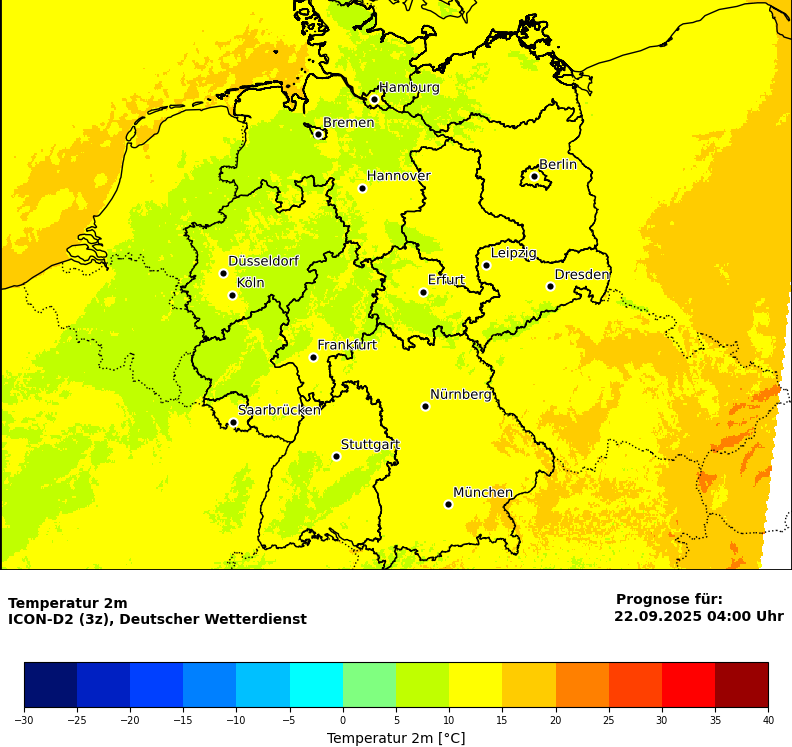 Hamburg
Bremen
Berlin
Hannover
Leipzig
Düsseldorf
Dresden
Köln
Erfurt
Frankfurt
Nürnberg
Saarbrücken
Stuttgart
München
Temperatur 2m
ICON-D2 (3z), Deutscher Wetterdienst
Prognose für:
22.09.2025 04:00 Uhr
−30 −25 −20 −15 −10 −5 0 5 10 15 20 25 30 35 40
Temperatur 2m [°C]